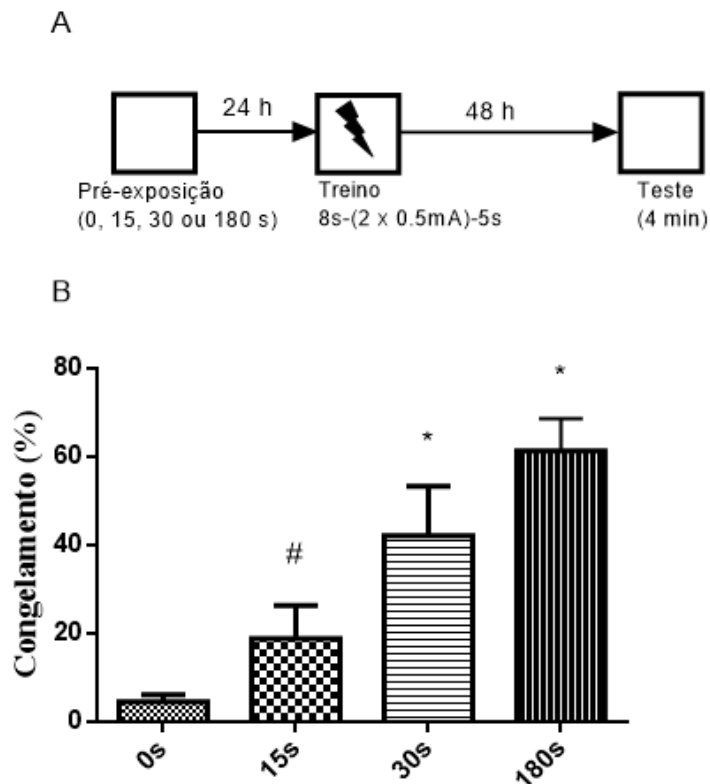 A
24 h
48 h
Pré-exposição
(0, 15, 30 ou 180 s)
Treino
8s-(2 x 0.5mA)-5s
Teste
(4 min)
B
Congelamento (%)
80
60
40
20
0
#
*
*
0s
15s
30s
180s